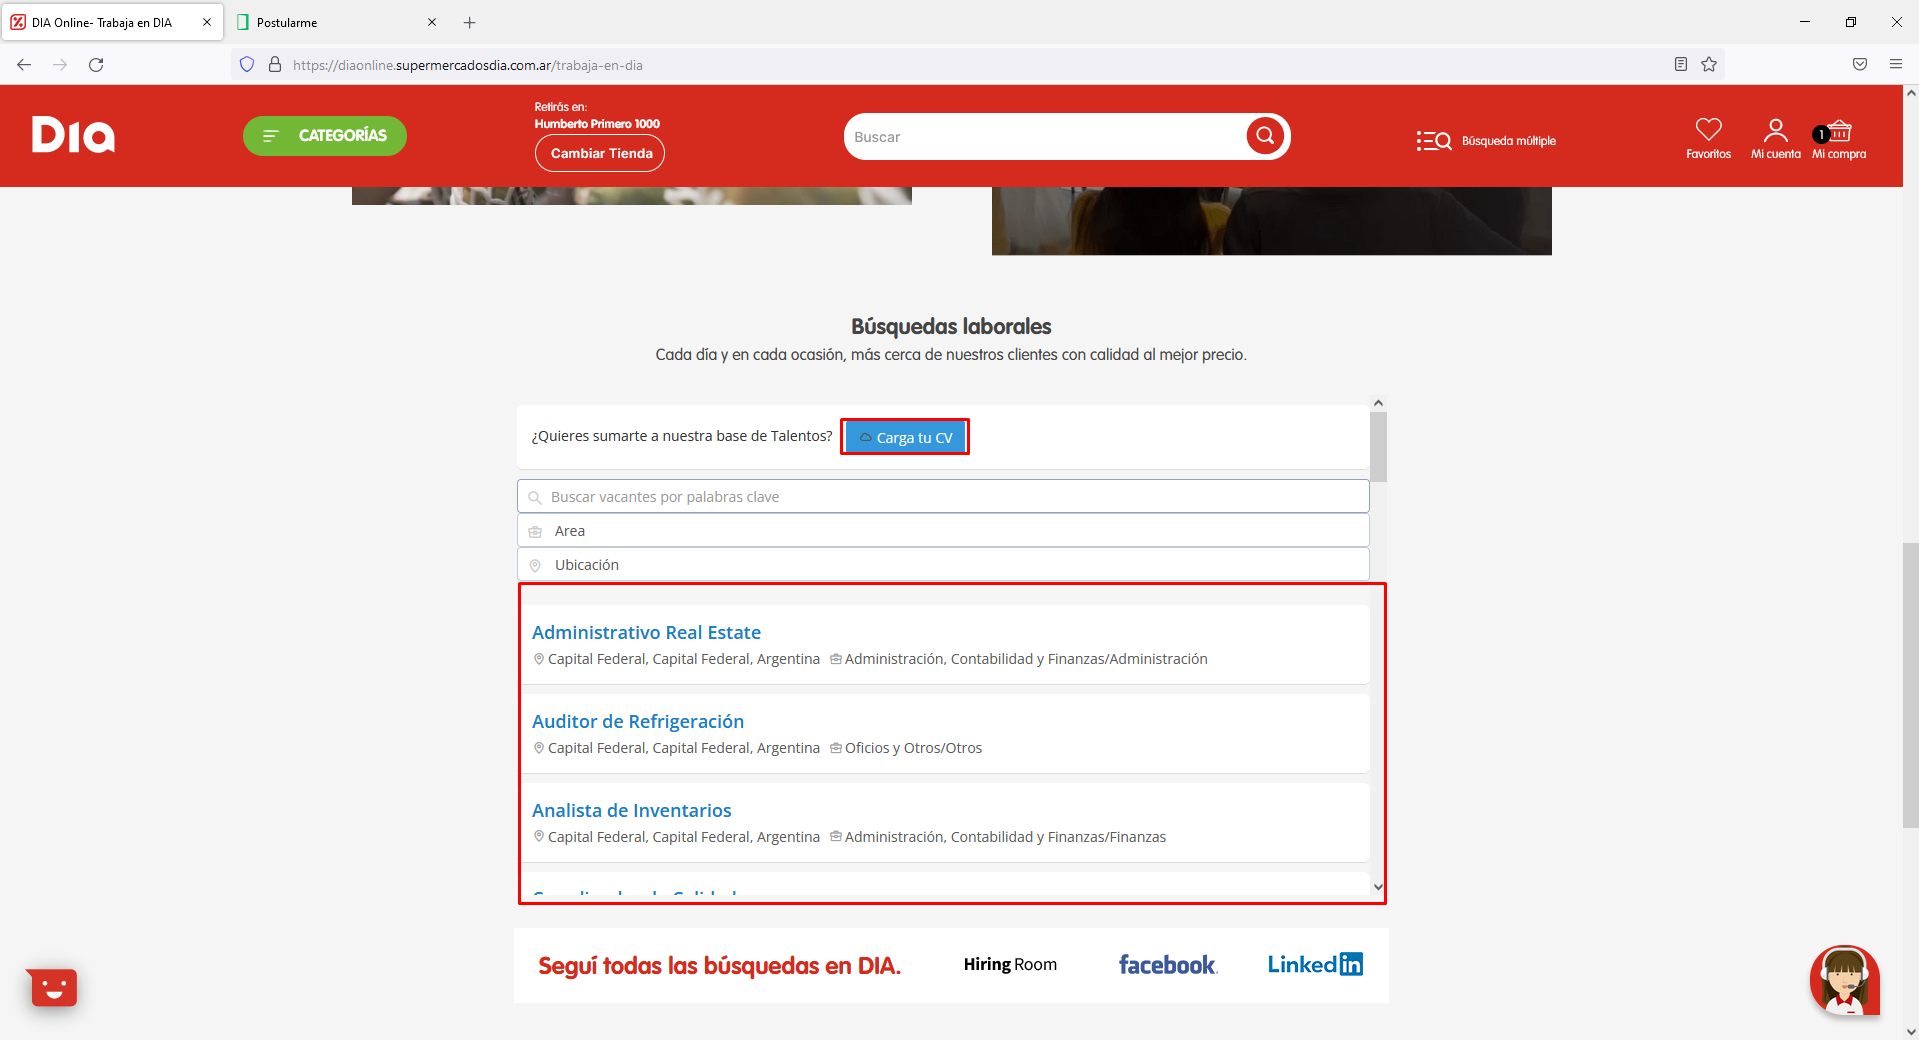 DIA Online- Trabaja en DIA
Postularme
https://diaonline.supermercadosdia.com.ar/trabaja-en-dia
Dia
CATEGORÍAS
Retirás en:
Humberto Primero 1000
Cambiar Tienda
Buscar
Búsqueda múltiple
Favoritos
Mi cuenta
1
Mi compra
Búsquedas laborales
Cada día y en cada ocasión, más cerca de nuestros clientes con calidad al mejor precio.
¿Quieres sumarte a nuestra base de Talentos?
Carga tu CV
Buscar vacantes por palabras clave
Area
Ubicación
Administrativo Real Estate
Capital Federal, Capital Federal, Argentina Administración, Contabilidad y Finanzas/Administración
Auditor de Refrigeración
Capital Federal, Capital Federal, Argentina Oficios y Otros/Otros
Analista de Inventarios
Capital Federal, Capital Federal, Argentina Administración, Contabilidad y Finanzas/Finanzas
Seguí todas las búsquedas en DIA.
Hiring Room
facebook
Linkedin